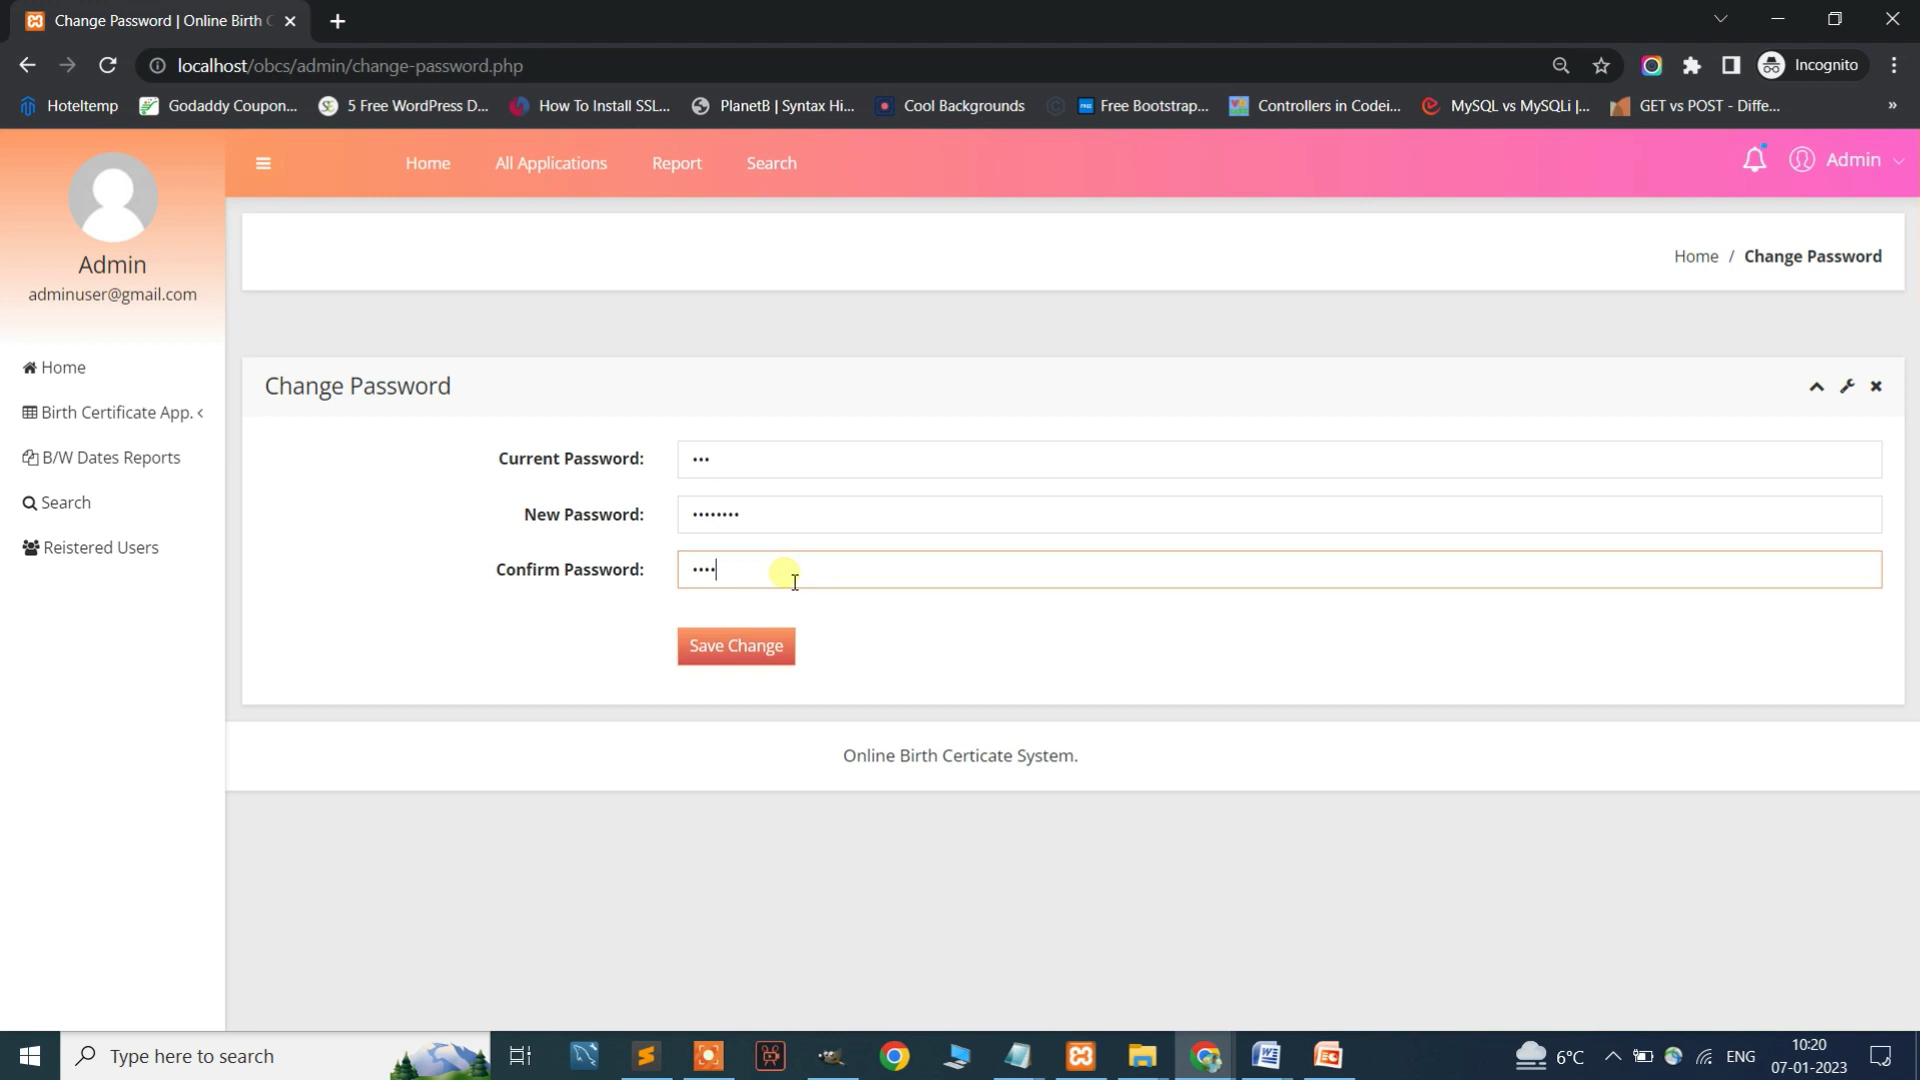 Change Password | Online Birth C
localhost/obcs/admin/change-password.php
Incognito
Hoteltemp
Godaddy Coupon...
5 Free WordPress D...
How To Install SSL...
PlanetB | Syntax Hi...
Cool Backgrounds
Free Bootstrap...
Controllers in Codei...
MySQL vs MySQLi |...
GET vs POST - Diffe...
»
Home
All Applications
Report
Search
Admin
Admin
adminuser@gmail.com
Home / Change Password
Home
Birth Certificate App.
B/W Dates Reports
Search
Reistered Users
Change Password
Current Password: •••
New Password: ••••••••
Confirm Password: ••••
Save Change
Online Birth Certicate System.
Type here to search
6°C
ENG
10:20
07-01-2023